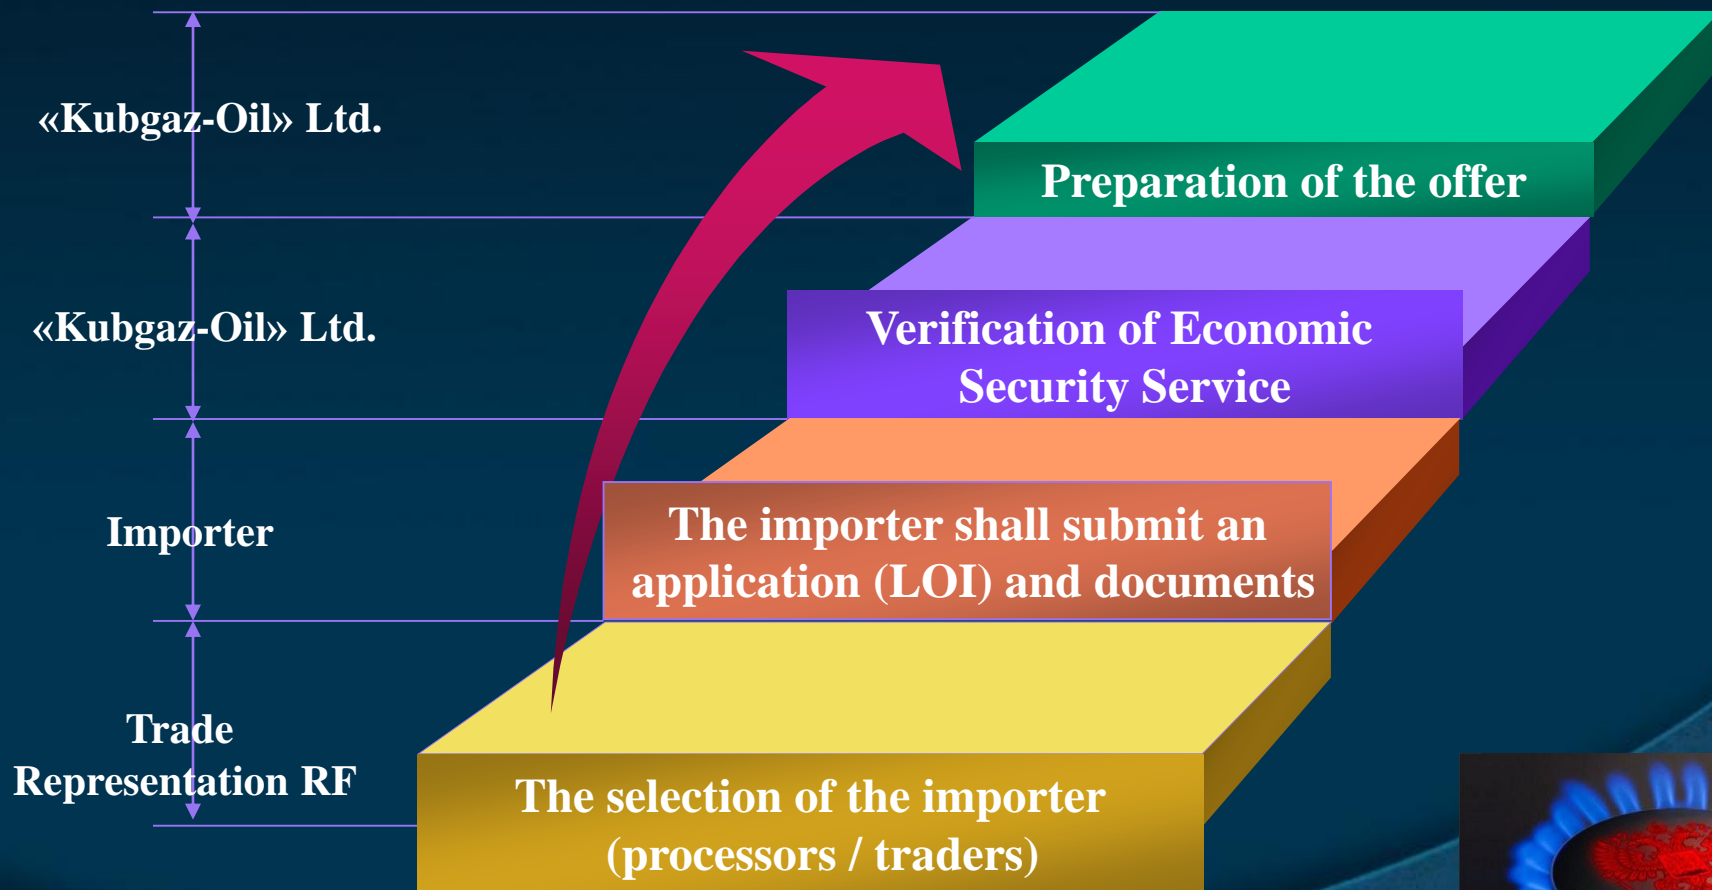 «Kubgaz-Oil» Ltd.
Preparation of the offer
«Kubgaz-Oil» Ltd.
Verification of Economic
Security Service
Importer
The importer shall submit an
application (LOI) and documents
Trade
Representation RF
The selection of the importer
(processors / traders)